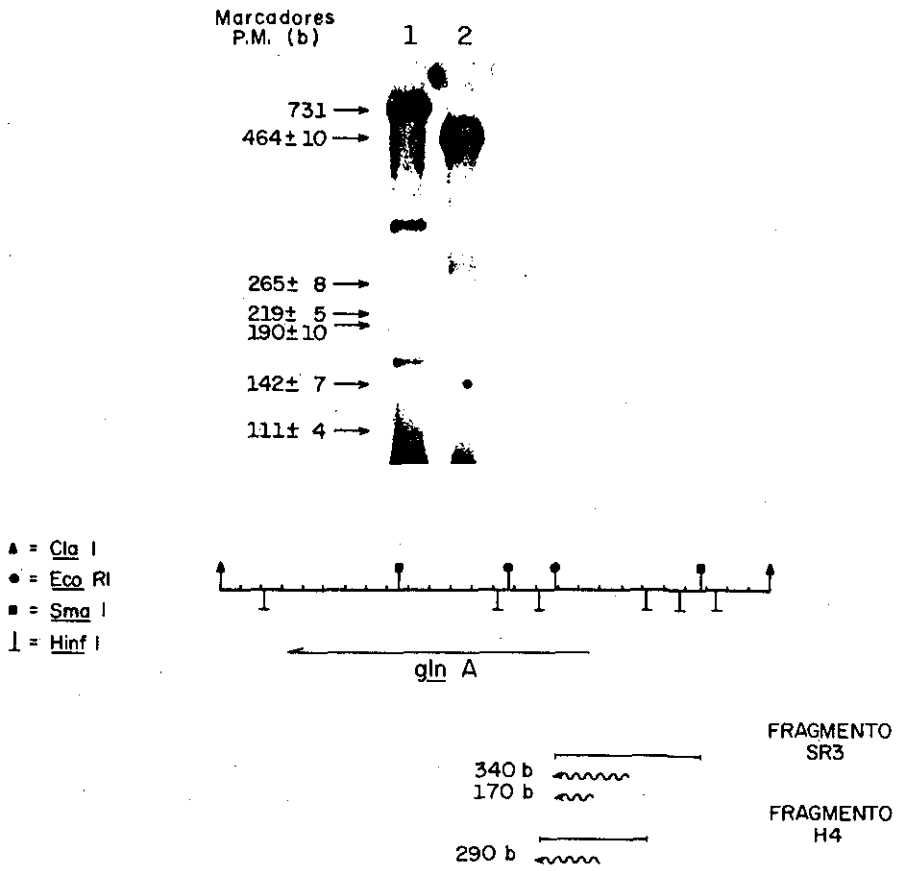 Marcadores
P.M. (b)
1 2
731
464±10
265± 8
219± 5
190±10
142± 7
111± 4
▲ = Cla I
● = Eco RI
■ = Sma I
⊥ = Hinf I
gln A
FRAGMENTO
SR3
340 b
170 b
FRAGMENTO
H4
290 b